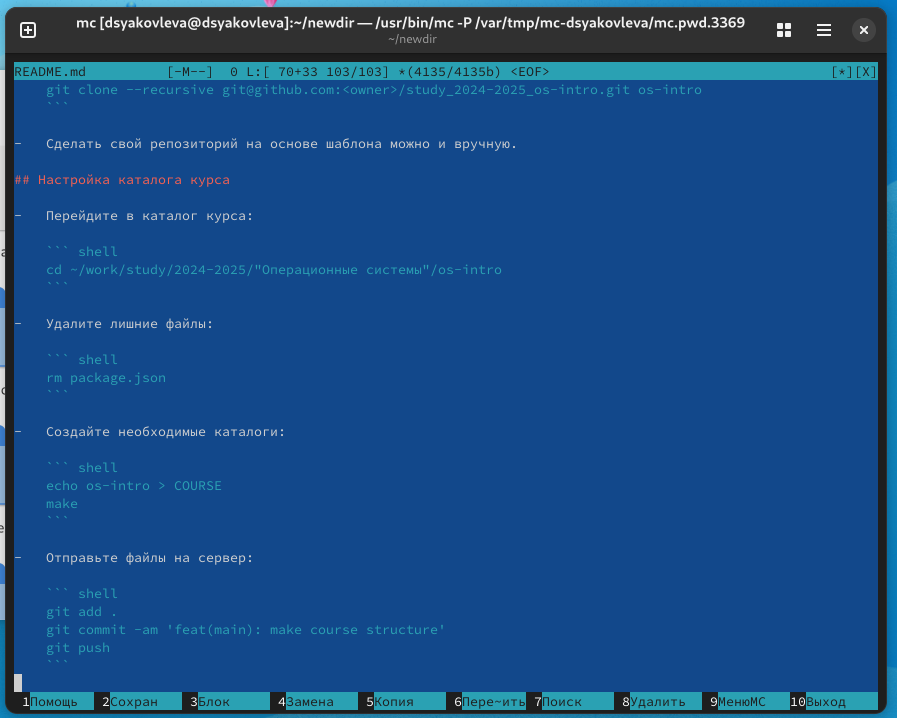 mc [dsyakovleva@dsyakovleva]:~/newdir — /usr/bin/mc -P /var/tmp/mc-dsyakovleva/mc.pwd.3369
~/newdir
README.md [-M--] 0 L:[ 70+33 103/103] *(4135/4135b) <EOF> [*][X]
git clone --recursive git@github.com:<owner>/study_2024-2025_os-intro.git os-intro
```
- Сделать свой репозиторий на основе шаблона можно и вручную.
## Настройка каталога курса
- Перейдите в каталог курса:
``` shell
cd ~/work/study/2024-2025/"Операционные системы"/os-intro
```
- Удалите лишние файлы:
``` shell
rm package.json
```
- Создайте необходимые каталоги:
``` shell
echo os-intro > COURSE
make
```
- Отправьте файлы на сервер:
``` shell
git add .
git commit -am 'feat(main): make course structure'
git push
```
1Помощь 2Сохран 3Блок 4Замена 5Копия 6Пере~ить 7Поиск 8Удалить 9МенюMC 10Выход